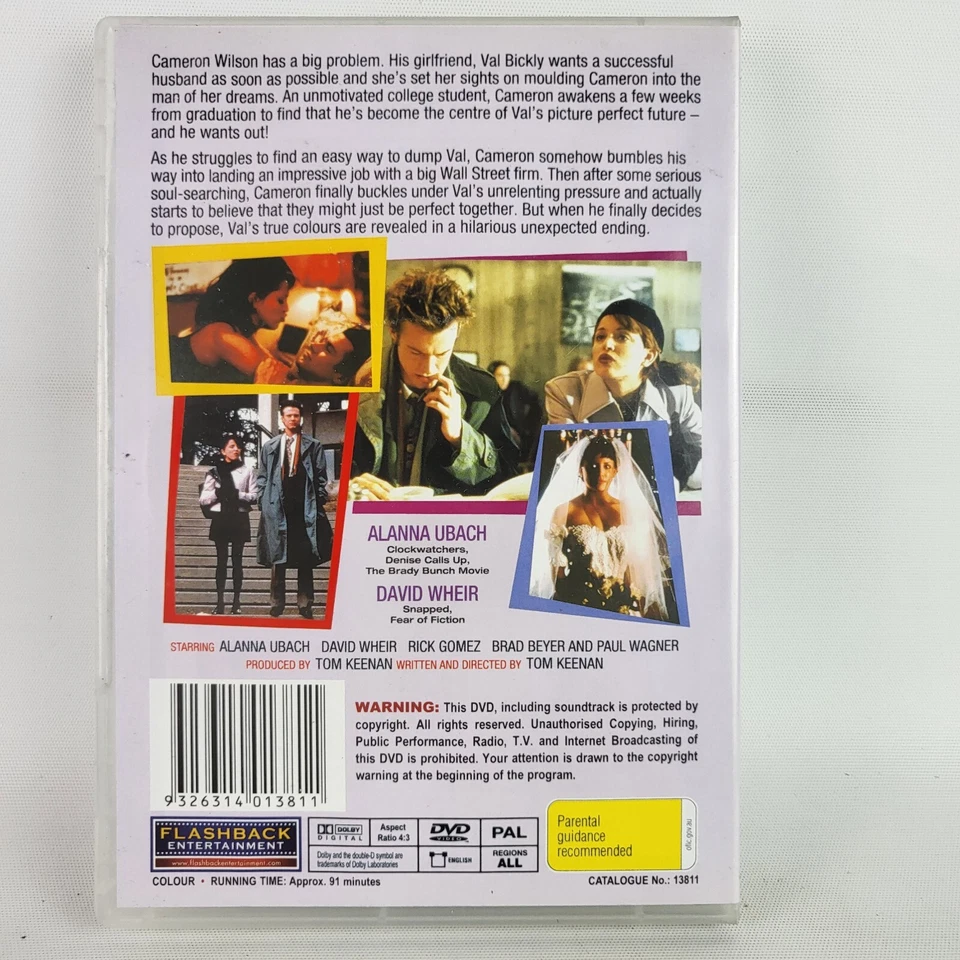 Cameron Wilson has a big problem. His girlfriend, Val Bickly wants a successful
husband as soon as possible and she's set her sights on moulding Cameron into the
man of her dreams. An unmotivated college student, Cameron awakens a few weeks
from graduation to find that he's become the centre of Val's picture perfect future –
and he wants out!
As he struggles to find an easy way to dump Val, Cameron somehow bumbles his
way into landing an impressive job with a big Wall Street firm. Then after some serious
soul-searching, Cameron finally buckles under Val's unrelenting pressure and actually
starts to believe that they might just be perfect together. But when he finally decides
to propose, Val's true colours are revealed in a hilarious unexpected ending.
ALANNA UBACH
Clockwatchers,
Denise Calls Up,
The Brady Bunch Movie
DAVID WHEIR
Snapped,
Fear of Fiction
STARRING ALANNA UBACH DAVID WHEIR RICK GOMEZ BRAD BEYER AND PAUL WAGNER
PRODUCED BY TOM KEENAN WRITTEN AND DIRECTED BY TOM KEENAN
WARNING: This DVD, including soundtrack is protected by
copyright. All rights reserved. Unauthorised Copying, Hiring,
Public Performance, Radio, T.V. and Internet Broadcasting of
this DVD is prohibited. Your attention is drawn to the copyright
warning at the beginning of the program.
9 326314 013811
FLASHBACK
ENTERTAINMENT
www.flashbackentertainment.com
DOLBY
DIGITAL
Aspect
Ratio 4:3
DVD
VIDEO
PAL
Dolby and the double-D symbol are
trademarks of Dolby Laboratories
ENGLISH
REGIONS
ALL
Parental
guidance
recommended
oflc.gov.au
COLOUR • RUNNING TIME: Approx. 91 minutes
CATALOGUE No.: 13811